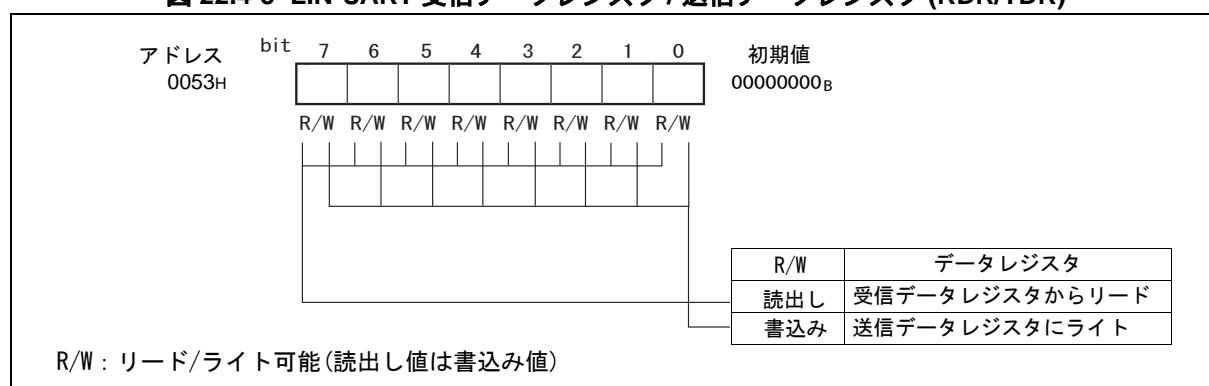 図 22.4-6 LIN-UART 受信データレジスタ / 送信データレジスタ (RDR/TDR)
アドレス bit 7 6 5 4 3 2 1 0 初期値
0053H 00000000B
R/W R/W R/W R/W R/W R/W R/W R/W
R/W データレジスタ
読出し 受信データレジスタからリード
書込み 送信データレジスタにライト
R/W : リード/ライト可能(読出し値は書込み値)